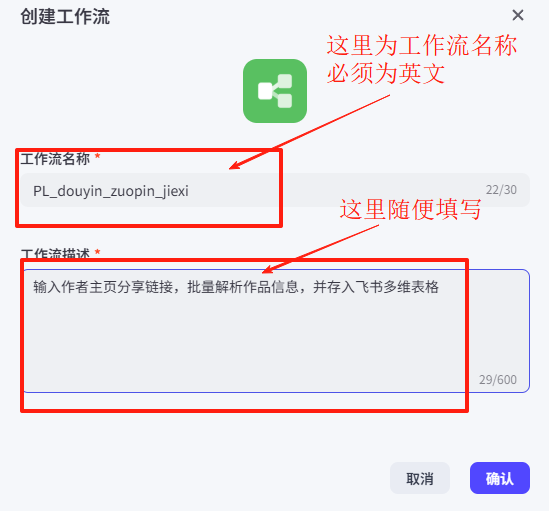 创建工作流
这里为工作流名称
必须为英文
工作流名称 *
PL_douyin_zuopin_jiexi
22/30
这里随便填写
工作流描述 *
输入作者主页分享链接，批量解析作品信息，并存入飞书多维表格
29/600
取消
确认